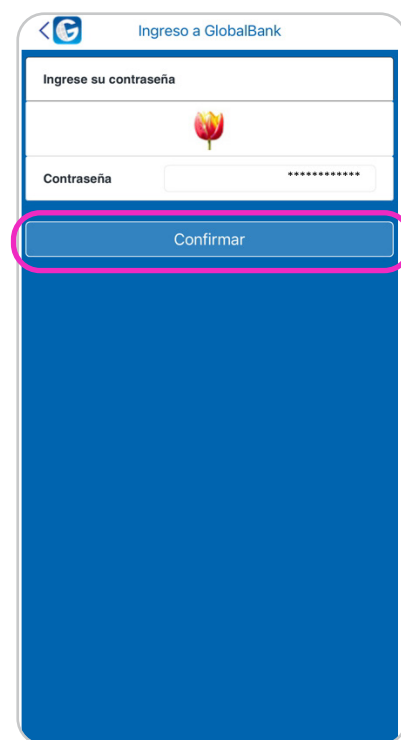 Ingreso a GlobalBank
Ingrese su contraseña
Contraseña ************
Confirmar